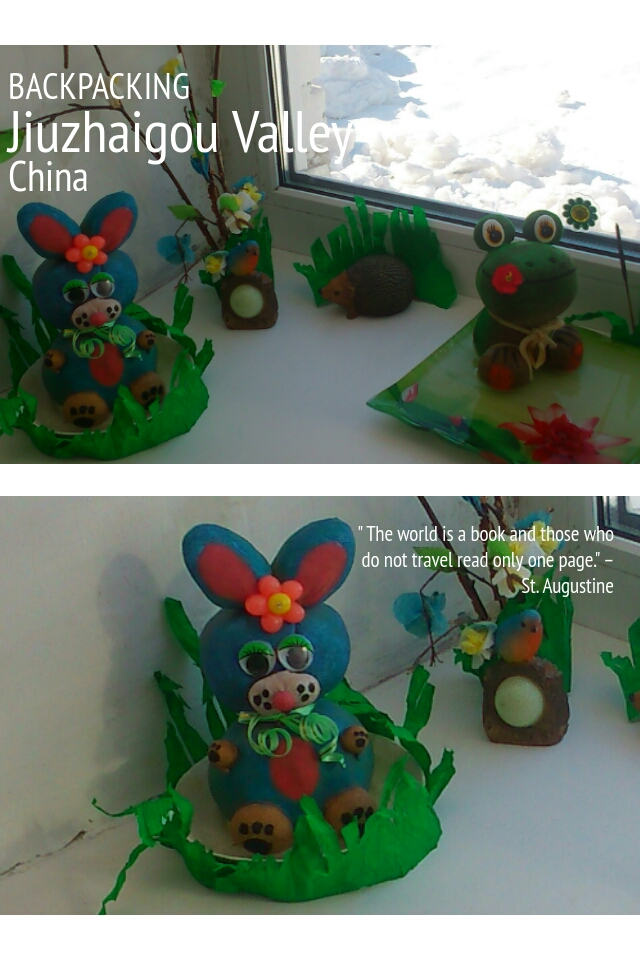 BACKPACKING
Jiuzhaigou Valley
China
" The world is a book and those who
do not travel read only one page." –
St. Augustine